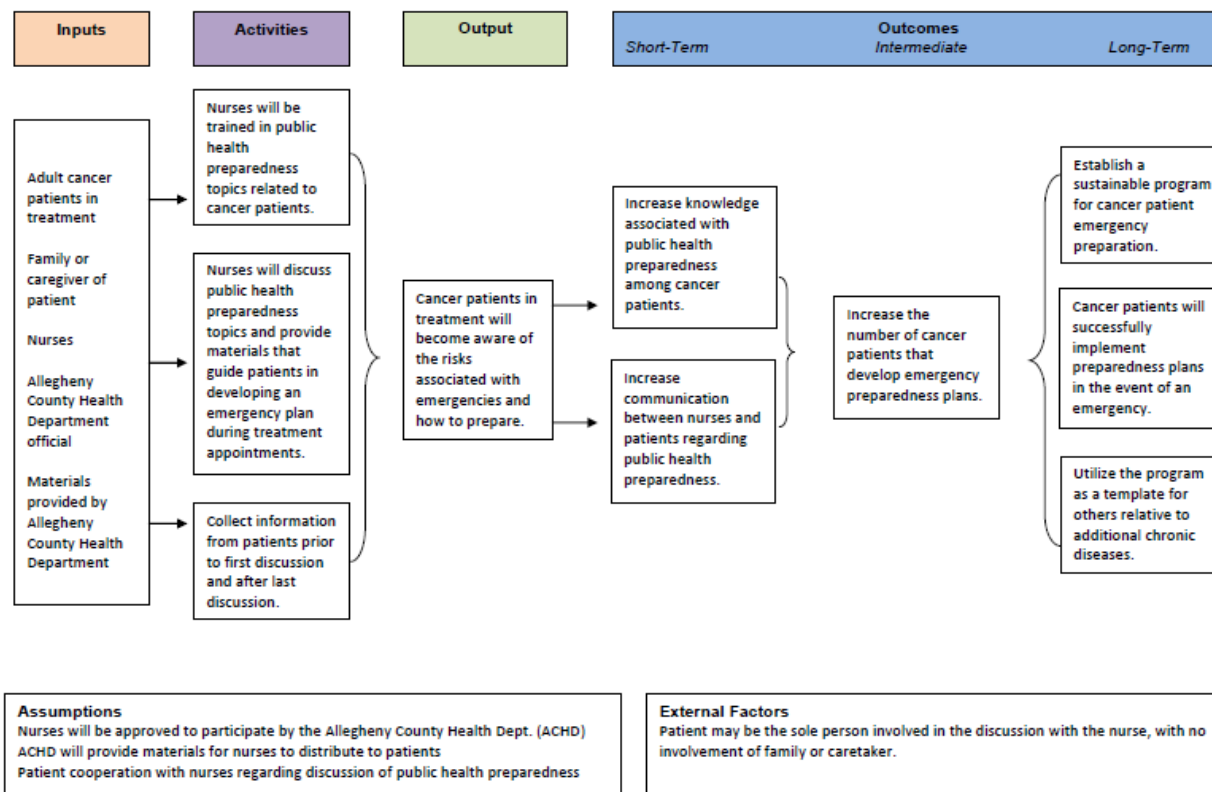 Inputs
Activities
Output
Outcomes
Short-Term
Intermediate
Long-Term
Adult cancer
patients in
treatment
Family or
caregiver of
patient
Nurses
Allegheny
County Health
Department
official
Materials
provided by
Allegheny
County Health
Department
Nurses will be
trained in public
health
preparedness
topics related to
cancer patients.
Nurses will discuss
public health
preparedness
topics and provide
materials that
guide patients in
developing an
emergency plan
during treatment
appointments.
Collect information
from patients prior
to first discussion
and after last
discussion.
Cancer patients in
treatment will
become aware of
the risks
associated with
emergencies and
how to prepare.
Increase knowledge
associated with
public health
preparedness
among cancer
patients.
Increase
communication
between nurses and
patients regarding
public health
preparedness.
Increase the
number of cancer
patients that
develop emergency
preparedness plans.
Establish a
sustainable program
for cancer patient
emergency
preparation.
Cancer patients will
successfully
implement
preparedness plans
in the event of an
emergency.
Utilize the program
as a template for
others relative to
additional chronic
diseases.
Assumptions
Nurses will be approved to participate by the Allegheny County Health Dept. (ACHD)
ACHD will provide materials for nurses to distribute to patients
Patient cooperation with nurses regarding discussion of public health preparedness
External Factors
Patient may be the sole person involved in the discussion with the nurse, with no
involvement of family or caretaker.